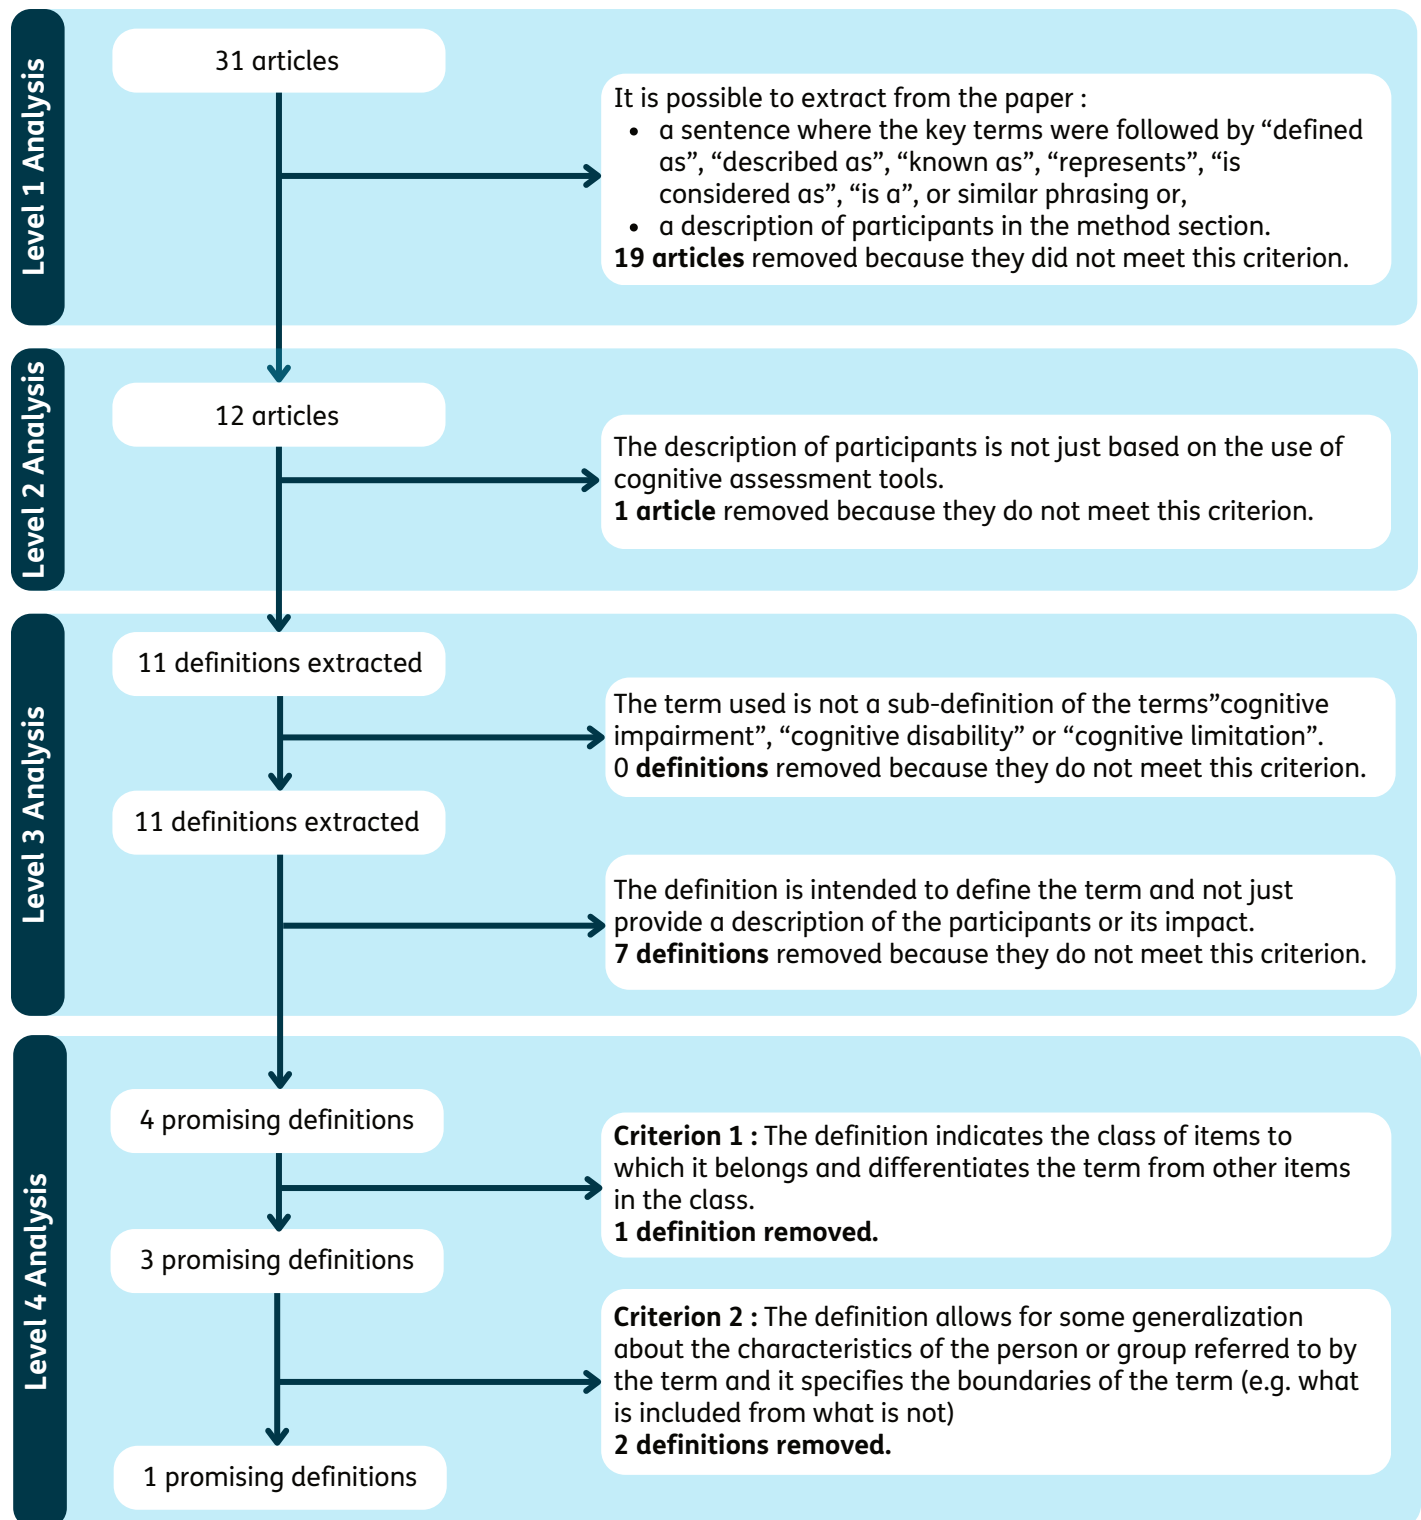 Level 1 Analysis
31 articles
It is possible to extract from the paper :
• a sentence where the key terms were followed by “defined
as”, “described as”, “known as”, “represents”, “is
considered as”, “is a”, or similar phrasing or,
• a description of participants in the method section.
19 articles removed because they did not meet this criterion.
Level 2 Analysis
12 articles
The description of participants is not just based on the use of
cognitive assessment tools.
1 article removed because they do not meet this criterion.
Level 3 Analysis
11 definitions extracted
The term used is not a sub-definition of the terms”cognitive
impairment”, “cognitive disability” or “cognitive limitation”.
0 definitions removed because they do not meet this criterion.
11 definitions extracted
The definition is intended to define the term and not just
provide a description of the participants or its impact.
7 definitions removed because they do not meet this criterion.
Level 4 Analysis
4 promising definitions
Criterion 1 : The definition indicates the class of items to
which it belongs and differentiates the term from other items
in the class.
1 definition removed.
3 promising definitions
Criterion 2 : The definition allows for some generalization
about the characteristics of the person or group referred to by
the term and it specifies the boundaries of the term (e.g. what
is included from what is not)
2 definitions removed.
1 promising definitions